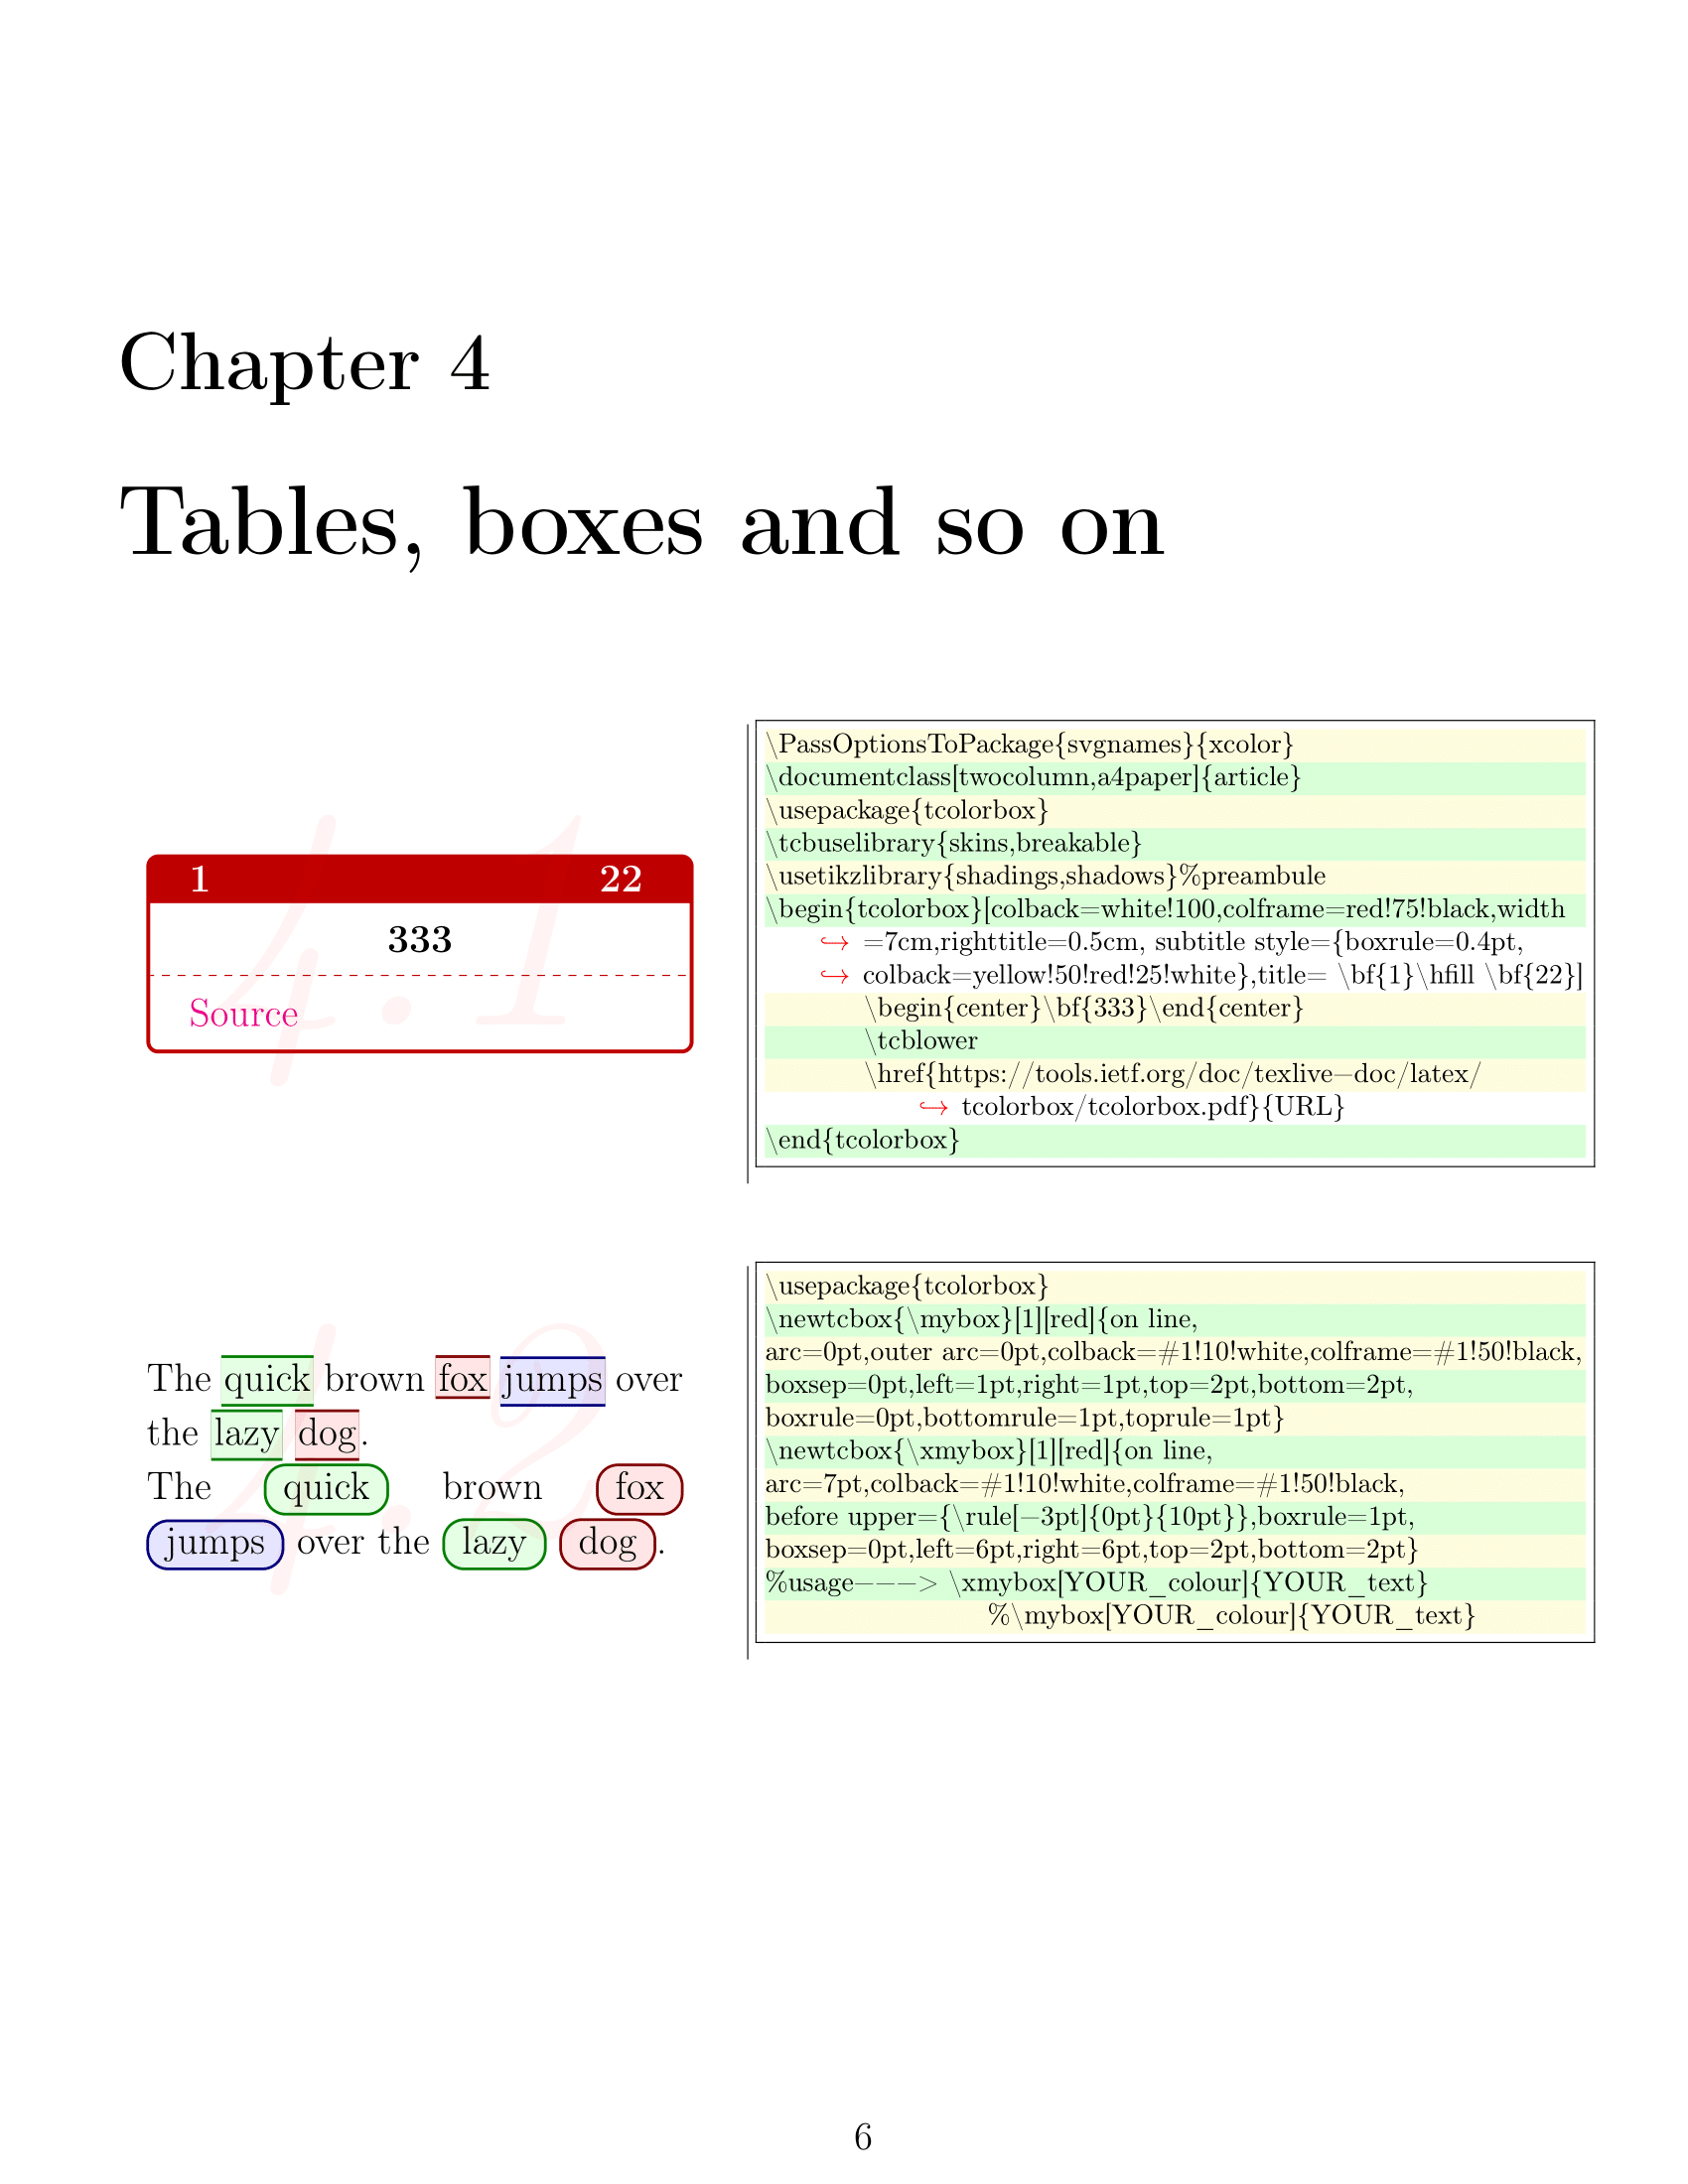 Chapter 4
Tables, boxes and so on
4.1
1 22
333
Source
\PassOptionsToPackage{svgnames}{xcolor}
\documentclass[twocolumn,a4paper]{article}
\usepackage{tcolorbox}
\tcbuselibrary{skins,breakable}
\usetikzlibrary{shadings,shadows}%preambule
\begin{tcolorbox}[colback=white!100,colframe=red!75!black,width
↪ =7cm,righttitle=0.5cm, subtitle style={boxrule=0.4pt,
↪ colback=yellow!50!red!25!white},title= \bf{1}\hfill \bf{22}]
\begin{center}\bf{333}\end{center}
\tcblower
\href{https://tools.ietf.org/doc/texlive−doc/latex/
↪ tcolorbox/tcolorbox.pdf}{URL}
\end{tcolorbox}
4.2
The quick brown fox jumps over
the lazy dog.
The quick brown fox
jumps over the lazy dog.
\usepackage{tcolorbox}
\newtcbox{\mybox}[1][red]{on line,
arc=0pt,outer arc=0pt,colback=#1!10!white,colframe=#1!50!black,
boxsep=0pt,left=1pt,right=1pt,top=2pt,bottom=2pt,
boxrule=0pt,bottomrule=1pt,toprule=1pt}
\newtcbox{\xmybox}[1][red]{on line,
arc=7pt,colback=#1!10!white,colframe=#1!50!black,
before upper={\rule[−3pt]{0pt}{10pt}},boxrule=1pt,
boxsep=0pt,left=6pt,right=6pt,top=2pt,bottom=2pt}
%usage−−−> \xmybox[YOUR_colour]{YOUR_text}
%\mybox[YOUR_colour]{YOUR_text}
6